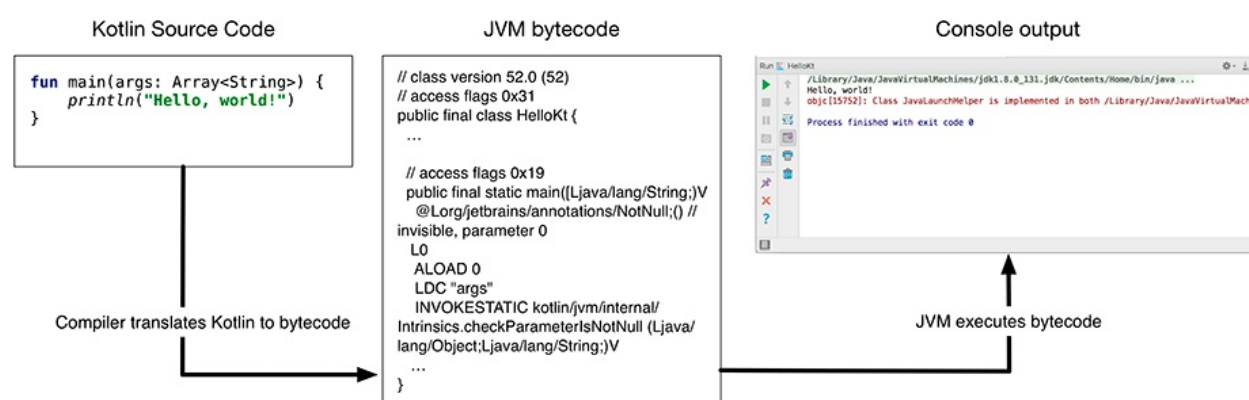 Kotlin Source Code
fun main(args: Array<String>) {
println("Hello, world!")
}
Compiler translates Kotlin to bytecode
JVM bytecode
// class version 52.0 (52)
// access flags 0x31
public final class HelloKt {
...
// access flags 0x19
public final static main([Ljava/lang/String;)V
@Lorg/jetbrains/annotations/NotNull;() //
invisible, parameter 0
L0
ALOAD 0
LDC "args"
INVOKESTATIC kotlin/jvm/internal/
Intrinsics.checkParameterIsNotNull (Ljava/
lang/Object;Ljava/lang/String;)V
...
}
Console output
Run HelloKt
/Library/Java/JavaVirtualMachines/jdk1.8.0_131.jdk/Contents/Home/bin/java ...
Hello, world!
objc[15752]: Class JavaLaunchHelper is implemented in both /Library/Java/JavaVirtualMach
Process finished with exit code 0
JVM executes bytecode